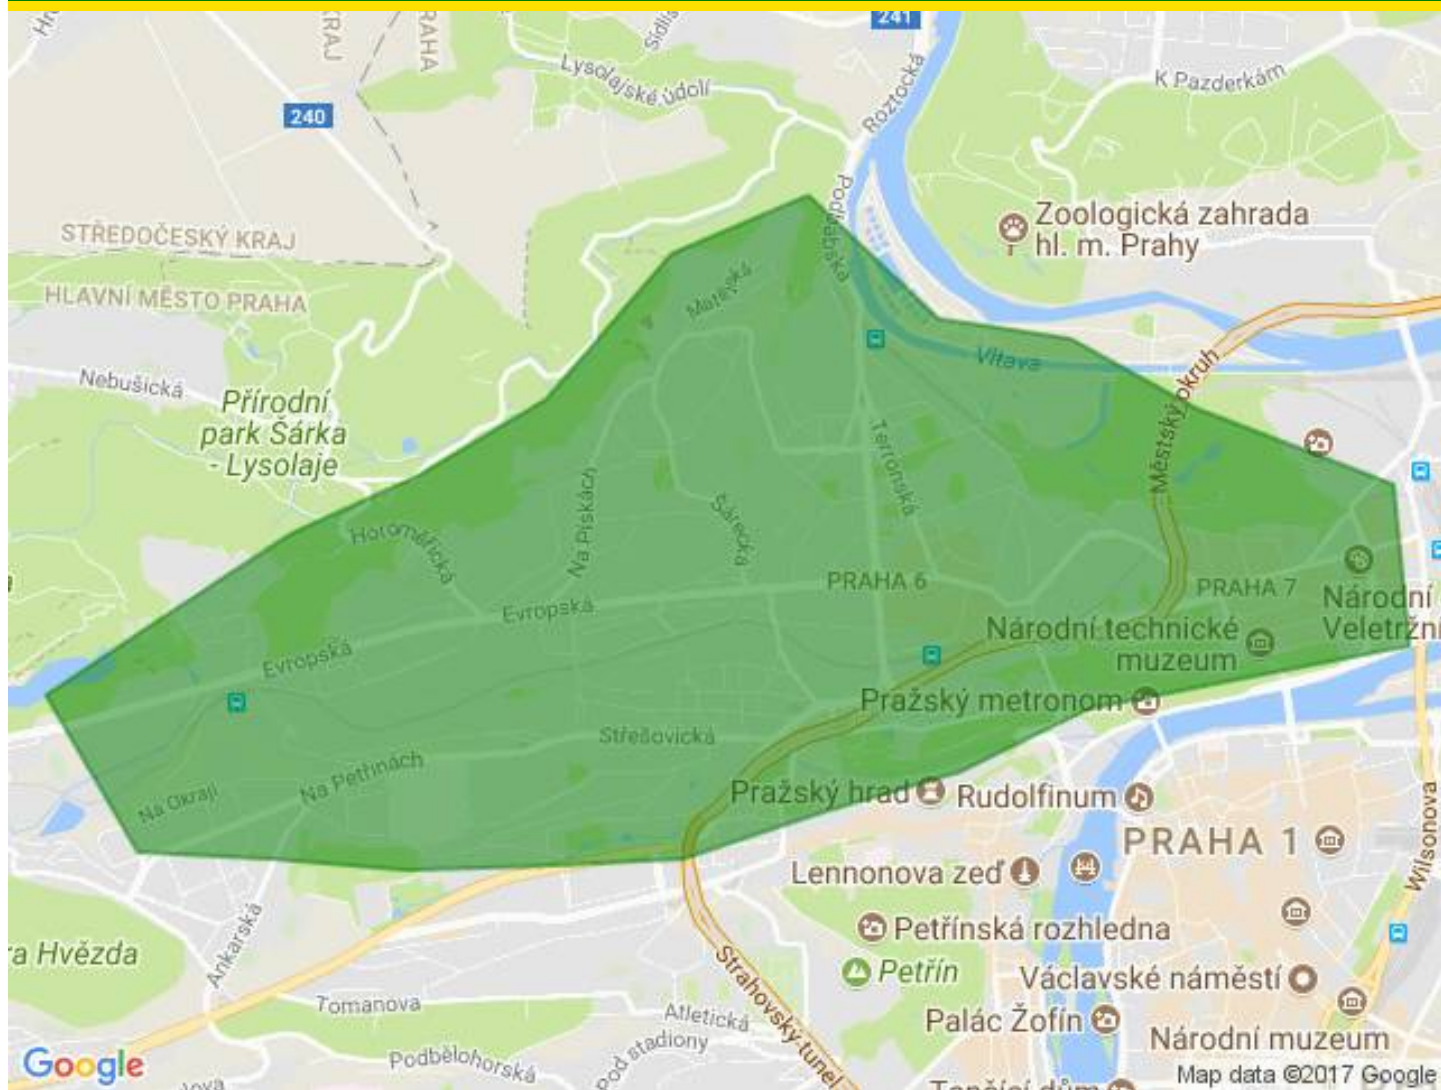 241
KRAJ
PRAHA
Lysolajské údolí
Roztocká
K Pazderkám
240
Podbabská
Zoologická zahrada
hl. m. Prahy
STŘEDOČESKÝ KRAJ
HLAVNÍ MĚSTO PRAHA
Matějská
Nebušická
Vltava
Městský okruh
Přírodní
park Šárka
- Lysolaje
Terronská
Na Pískách
Šárecká
Horoměřická
PRAHA 6
PRAHA 7
Evropská
Národní
Veletržní
Národní technické
muzeum
Evropská
Pražský metronom
Střešovická
Na Petřinách
Na Okraji
Pražský hrad
Rudolfinum
PRAHA 1
Wilsonova
Lennonova zeď
Petřínská rozhledna
ra Hvězda
Ankarská
Petřín
Václavské náměstí
Strahovský tunel
Tomanova
Atletická
Palác Žofín
Pod stadiony
Národní muzeum
Podbělohorská
Google
Map data ©2017 Google